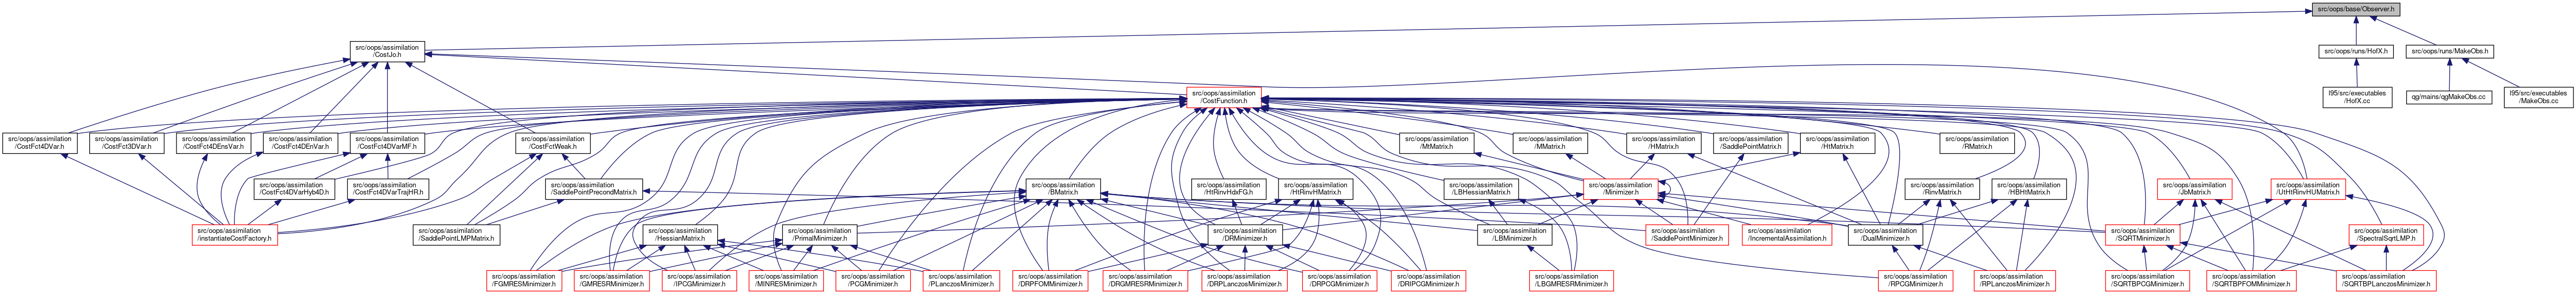 src/oops/base/Observer.h
src/oops/assimilation
/CostJo.h
src/oops/runs/HofX.h
src/oops/runs/MakeObs.h
src/oops/assimilation
/CostFunction.h
l95/src/executables
/HofX.cc
qg/mains/qgMakeObs.cc
l95/src/executables
/MakeObs.cc
src/oops/assimilation
/CostFct4DVar.h
src/oops/assimilation
/CostFct3DVar.h
src/oops/assimilation
/CostFct4DEnsVar.h
src/oops/assimilation
/CostFct4DEnVar.h
src/oops/assimilation
/CostFct4DVarMF.h
src/oops/assimilation
/CostFctWeak.h
src/oops/assimilation
/MtMatrix.h
src/oops/assimilation
/MMatrix.h
src/oops/assimilation
/HMatrix.h
src/oops/assimilation
/SaddlePointMatrix.h
src/oops/assimilation
/HtMatrix.h
src/oops/assimilation
/RMatrix.h
src/oops/assimilation
/CostFct4DVarHyb4D.h
src/oops/assimilation
/CostFct4DVarTrajHR.h
src/oops/assimilation
/SaddlePointPrecondMatrix.h
src/oops/assimilation
/BMatrix.h
src/oops/assimilation
/HtRinvHdxFG.h
src/oops/assimilation
/HtRinvHMatrix.h
src/oops/assimilation
/LBHessianMatrix.h
src/oops/assimilation
/Minimizer.h
src/oops/assimilation
/RinvMatrix.h
src/oops/assimilation
/HBHtMatrix.h
src/oops/assimilation
/JbMatrix.h
src/oops/assimilation
/UtHtRinvHUMatrix.h
src/oops/assimilation
/instantiateCostFactory.h
src/oops/assimilation
/SaddlePointLMPMatrix.h
src/oops/assimilation
/HessianMatrix.h
src/oops/assimilation
/PrimalMinimizer.h
src/oops/assimilation
/DRMinimizer.h
src/oops/assimilation
/LBMinimizer.h
src/oops/assimilation
/SaddlePointMinimizer.h
src/oops/assimilation
/IncrementalAssimilation.h
src/oops/assimilation
/DualMinimizer.h
src/oops/assimilation
/SQRTMinimizer.h
src/oops/assimilation
/SpectralSqrtLMP.h
src/oops/assimilation
/FGMRESMinimizer.h
src/oops/assimilation
/GMRESRMinimizer.h
src/oops/assimilation
/IPCGMinimizer.h
src/oops/assimilation
/MINRESMinimizer.h
src/oops/assimilation
/PCGMinimizer.h
src/oops/assimilation
/PLanczosMinimizer.h
src/oops/assimilation
/DRPFOMMinimizer.h
src/oops/assimilation
/DRGMRESRMinimizer.h
src/oops/assimilation
/DRPLanczosMinimizer.h
src/oops/assimilation
/DRPCGMinimizer.h
src/oops/assimilation
/DRIPCGMinimizer.h
src/oops/assimilation
/LBGMRESRMinimizer.h
src/oops/assimilation
/RPCGMinimizer.h
src/oops/assimilation
/RPLanczosMinimizer.h
src/oops/assimilation
/SQRTBPCGMinimizer.h
src/oops/assimilation
/SQRTBPFOMMinimizer.h
src/oops/assimilation
/SQRTBPLanczosMinimizer.h